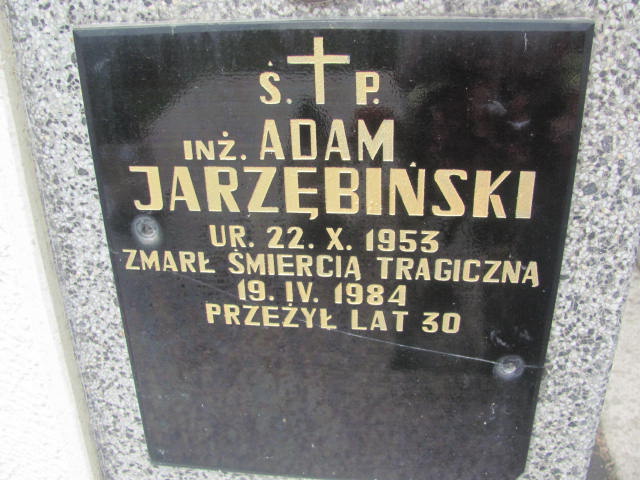 Ś. P.
INŻ. ADAM
JARZĘBIŃSKI
UR. 22. X. 1953
ZMARŁ ŚMIERCIĄ TRAGICZNĄ
19. IV. 1984
PRZEŻYŁ LAT 30